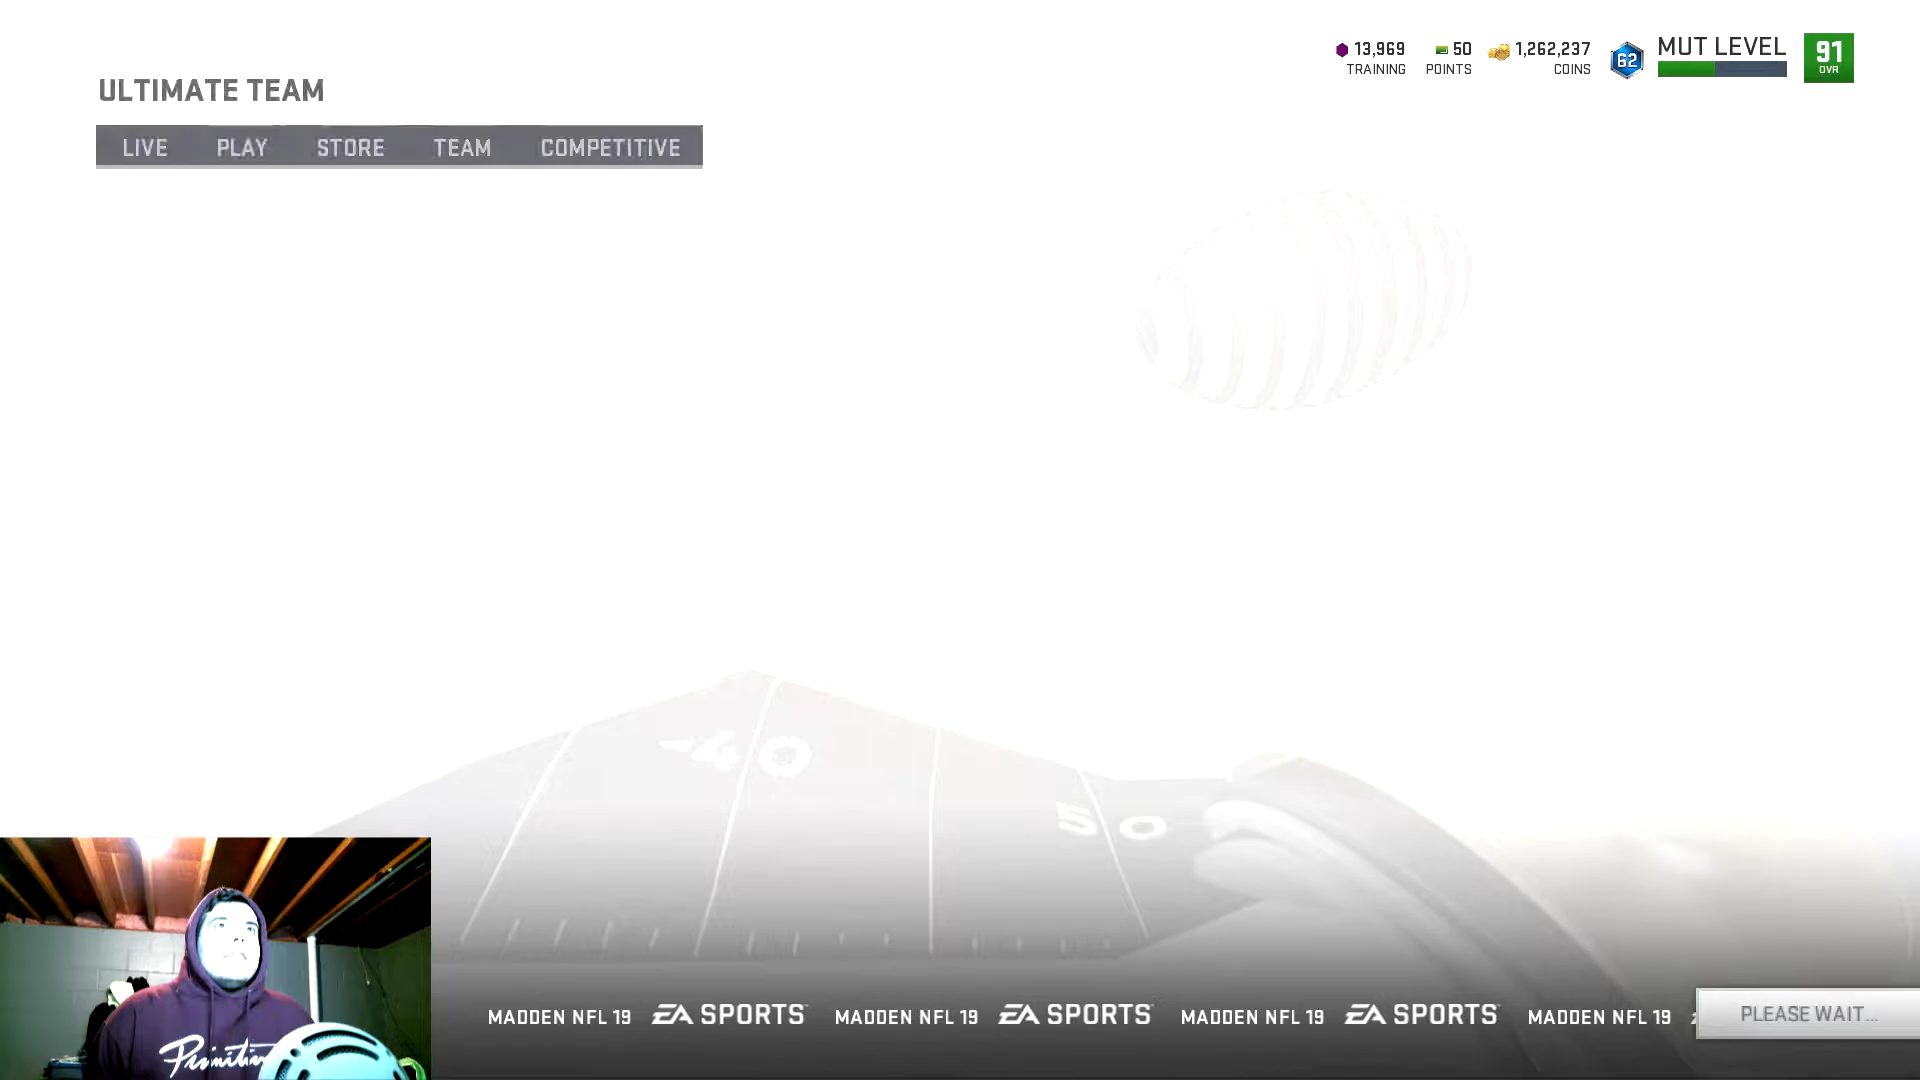 13,969
TRAINING
50
POINTS
1,262,237
COINS
62
MUT LEVEL
91
OVR
ULTIMATE TEAM
LIVE PLAY STORE TEAM COMPETITIVE
40
50
Primitive
MADDEN NFL 19 EA SPORTS MADDEN NFL 19 EA SPORTS MADDEN NFL 19 EA SPORTS MADDEN NFL 19
PLEASE WAIT...